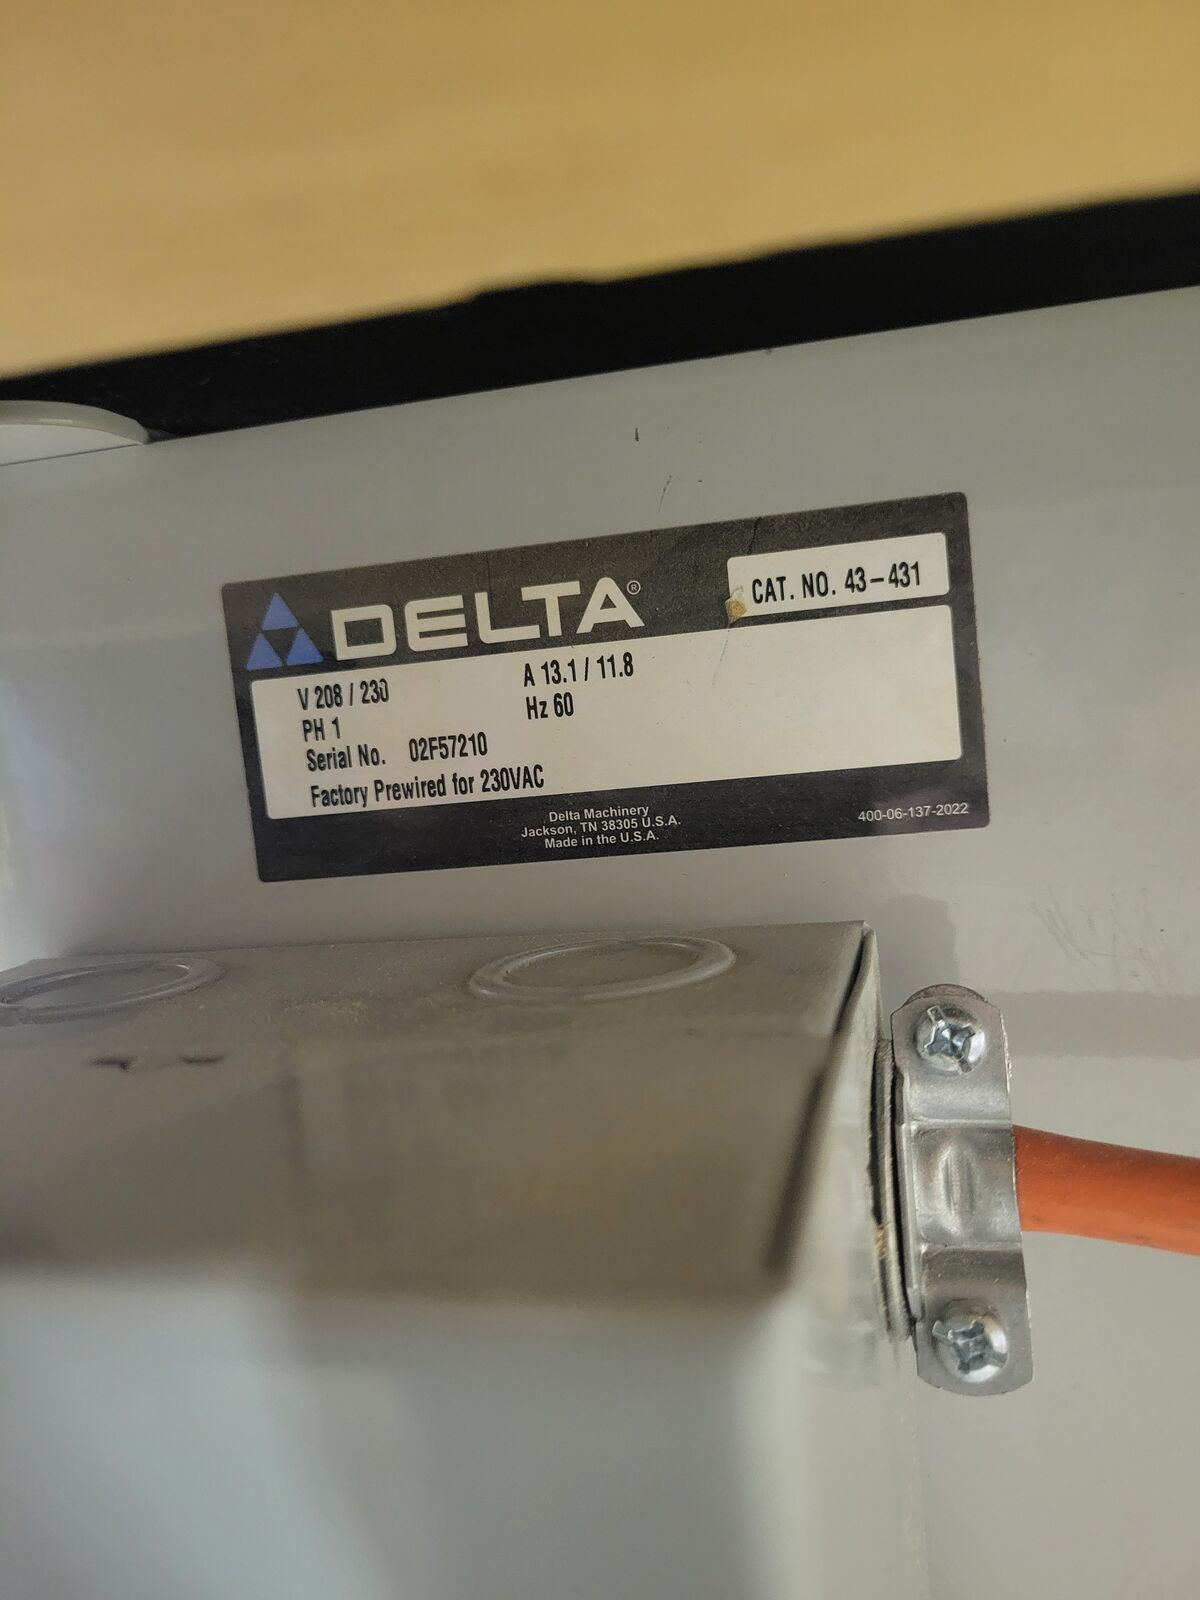 DELTA®
CAT. NO. 43-431
V 208 / 230
A 13.1 / 11.8
PH 1
Hz 60
Serial No. 02F57210
Factory Prewired for 230VAC
Delta Machinery
Jackson, TN 38305 U.S.A.
Made in the U.S.A.
400-06-137-2022